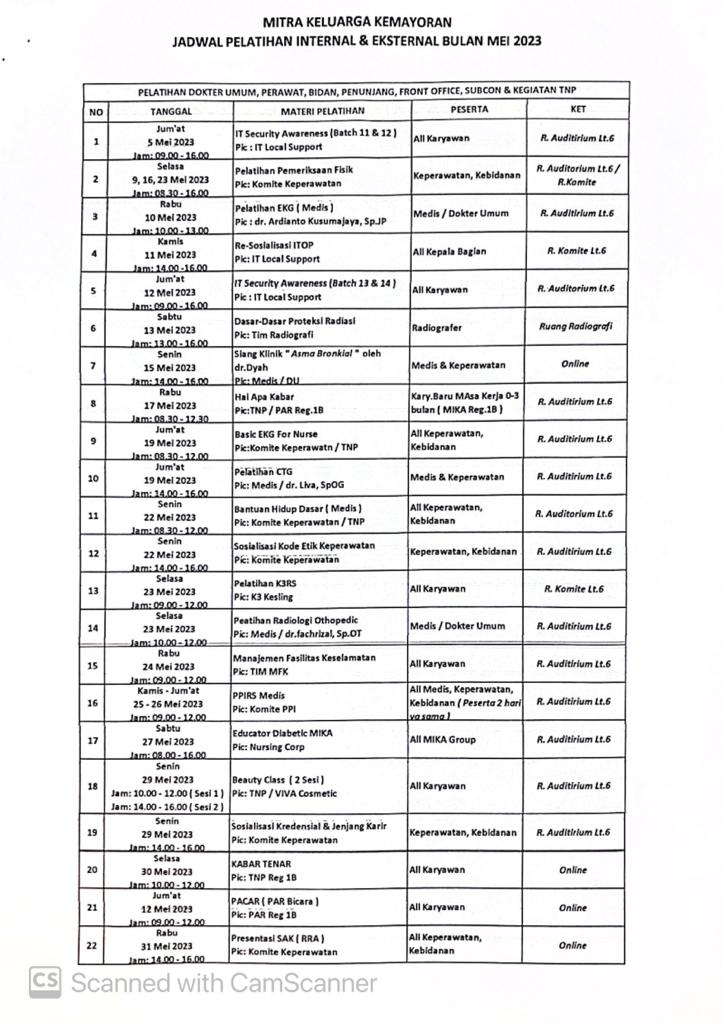 MITRA KELUARGA KEMAYORAN
JADWAL PELATIHAN INTERNAL & EKSTERNAL BULAN MEI 2023
PELATIHAN DOKTER UMUM, PERAWAT, BIDAN, PENUNJANG, FRONT OFFICE, SUBCON & KEGIATAN TNP
NO TANGGAL MATERI PELATIHAN PESERTA KET
1 Jum'at
5 Mei 2023
Jam: 09.00 - 16.00
IT Security Awareness (Batch 11 & 12 )
Pic : IT Local Support
All Karyawan
R. Auditirium Lt.6
2 Selasa
9, 16, 23 Mei 2023
Jam: 08.30 - 16.00
Pelatihan Pemeriksaan Fisik
Pic: Komite Keperawatan
Keperawatan, Kebidanan
R. Auditorium Lt.6 /
R.Komite
3 Rabu
10 Mei 2023
Jam: 10.00 - 13.00
Pelatihan EKG ( Medis )
Pic : dr. Ardianto Kusumajaya, Sp.JP
Medis / Dokter Umum
R. Auditirium Lt.6
4 Kamis
11 Mei 2023
Jam: 14.00 -16.00
Re-Sosialisasi ITOP
Pic: IT Local Support
All Kepala Bagian
R. Komite Lt.6
5 Jum'at
12 Mei 2023
Jam: 09.00 - 16.00
IT Security Awareness (Batch 13 & 14 )
Pic : IT Local Support
All Karyawan
R. Auditorium Lt.6
6 Sabtu
13 Mei 2023
Jam: 13.00 - 16.00
Dasar-Dasar Proteksi Radiasi
Pic: Tim Radiografi
Radiografer
Ruang Radiografi
7 Senin
15 Mei 2023
Jam: 14.00 - 16.00
Siang Klinik " Asma Bronkial " oleh
dr.Dyah
Pic: Medis / DU
Medis & Keperawatan
Online
8 Rabu
17 Mei 2023
Jam: 08.30 - 12.30
Hai Apa Kabar
Pic:TNP / PAR Reg.1B
Kary.Baru MAsa Kerja 0-3
bulan ( MIKA Reg.1B )
R. Auditirium Lt.6
9 Jum'at
19 Mei 2023
Jam: 08.30 - 12.00
Basic EKG For Nurse
Pic:Komite Keperawatn / TNP
All Keperawatan,
Kebidanan
R. Auditirium Lt.6
10 Jum'at
19 Mei 2023
Jam: 14.00 - 16.00
Pelatihan CTG
Pic: Medis / dr. Liva, SpOG
Medis & Keperawatan
R. Auditirium Lt.6
11 Senin
22 Mei 2023
Jam: 08.30 - 12.00
Bantuan Hidup Dasar ( Medis )
Pic: Komite Keperawatan / TNP
All Keperawatan,
Kebidanan
R. Auditorium Lt.6
12 Senin
22 Mei 2023
Jam: 14.00 - 16.00
Sosialisasi Kode Etik Keperawatan
Pic: Komite Keperawatan
Keperawatan, Kebidanan
R. Auditirium Lt.6
13 Selasa
23 Mei 2023
Jam: 09.00 - 12.00
Pelatihan K3RS
Pic: K3 Kesling
All Karyawan
R. Komite Lt.6
14 Selasa
23 Mei 2023
Jam: 10.00 - 12.00
Peatihan Radiologi Othopedic
Pic: Medis / dr.fachrizal, Sp.OT
Medis / Dokter Umum
R. Auditirium Lt.6
15 Rabu
24 Mei 2023
Jam: 09.00 - 12.00
Manajemen Fasilitas Keselamatan
Pic: TIM MFK
All Karyawan
R. Auditirium Lt.6
16 Kamis - Jum'at
25 - 26 Mei 2023
Jam: 09.00 - 12.00
PPIRS Medis
Pic: Komite PPI
All Medis, Keperawatan,
Kebidanan ( Peserta 2 hari
yg sama )
R. Auditirium Lt.6
17 Sabtu
27 Mei 2023
Jam: 08.00 - 16.00
Educator Diabetic MIKA
Pic: Nursing Corp
All MIKA Group
R. Auditirium Lt.6
18 Senin
29 Mei 2023
Jam: 10.00 - 12.00 ( Sesi 1 )
Jam: 14.00 - 16.00 ( Sesi 2 )
Beauty Class ( 2 Sesi )
Pic: TNP / VIVA Cosmetic
All Karyawan
R. Auditirium Lt.6
19 Senin
29 Mei 2023
Jam: 14.00 - 16.00
Sosialisasi Kredensial & Jenjang Karir
Pic: Komite Keperawatan
Keperawatan, Kebidanan
R. Auditirium Lt.6
20 Selasa
30 Mei 2023
Jam: 10.00 - 12.00
KABAR TENAR
Pic: TNP Reg 1B
All Karyawan
Online
21 Jum'at
12 Mei 2023
Jam: 09.00 - 12.00
PACAR ( PAR Bicara )
Pic: PAR Reg 1B
All Karyawan
Online
22 Rabu
31 Mei 2023
Jam: 14.00 - 16.00
Presentasi SAK ( RRA )
Pic: Komite Keperawatan
All Keperawatan,
Kebidanan
Online
CS Scanned with CamScanner